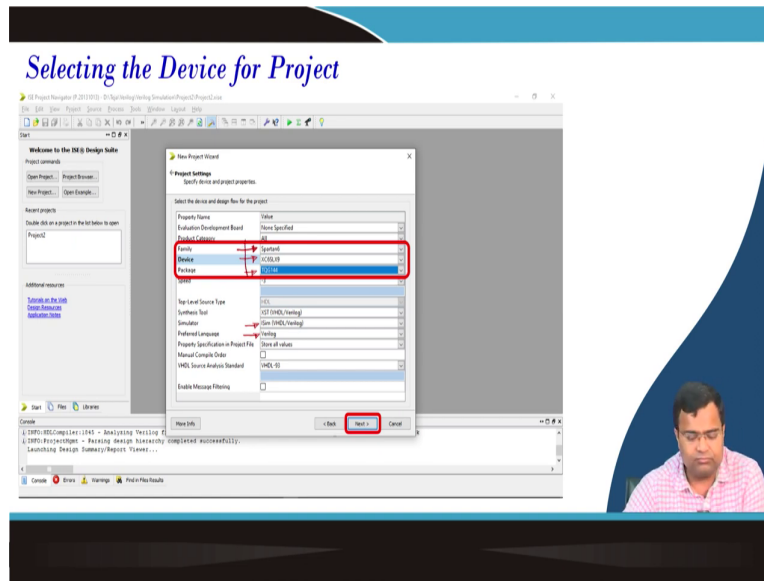 Selecting the Device for Project
ISE Project Navigator (P.20131013) - D:\Tejal\Verilog\Verilog Simulation\Project2\Project2.xise
File Edit View Project Source Process Tools Window Layout Help
Start
Welcome to the ISE® Design Suite
Project commands
Open Project... Project Browser...
New Project... Open Example...
Recent projects
Double click on a project in the list below to open
Project2
Additional resources
Tutorials on the Web
Design Resources
Application Notes
Start Files Libraries
New Project Wizard
Project Settings
Specify device and project properties.
Select the device and design flow for the project
Property Name Value
Evaluation Development Board None Specified
Product Category All
Family Spartan6
Device XC6SLX9
Package TQG144
Speed -3
Top-Level Source Type HDL
Synthesis Tool XST (VHDL/Verilog)
Simulator ISim (VHDL/Verilog)
Preferred Language Verilog
Property Specification in Project File Store all values
Manual Compile Order
VHDL Source Analysis Standard VHDL-93
Enable Message Filtering
More Info < Back Next > Cancel
Console
INFO:HDLCompiler:1845 - Analyzing Verilog f
INFO:ProjectMgmt - Parsing design hierarchy completed successfully.
Launching Design Summary/Report Viewer...
Console Errors Warnings Find in Files Results